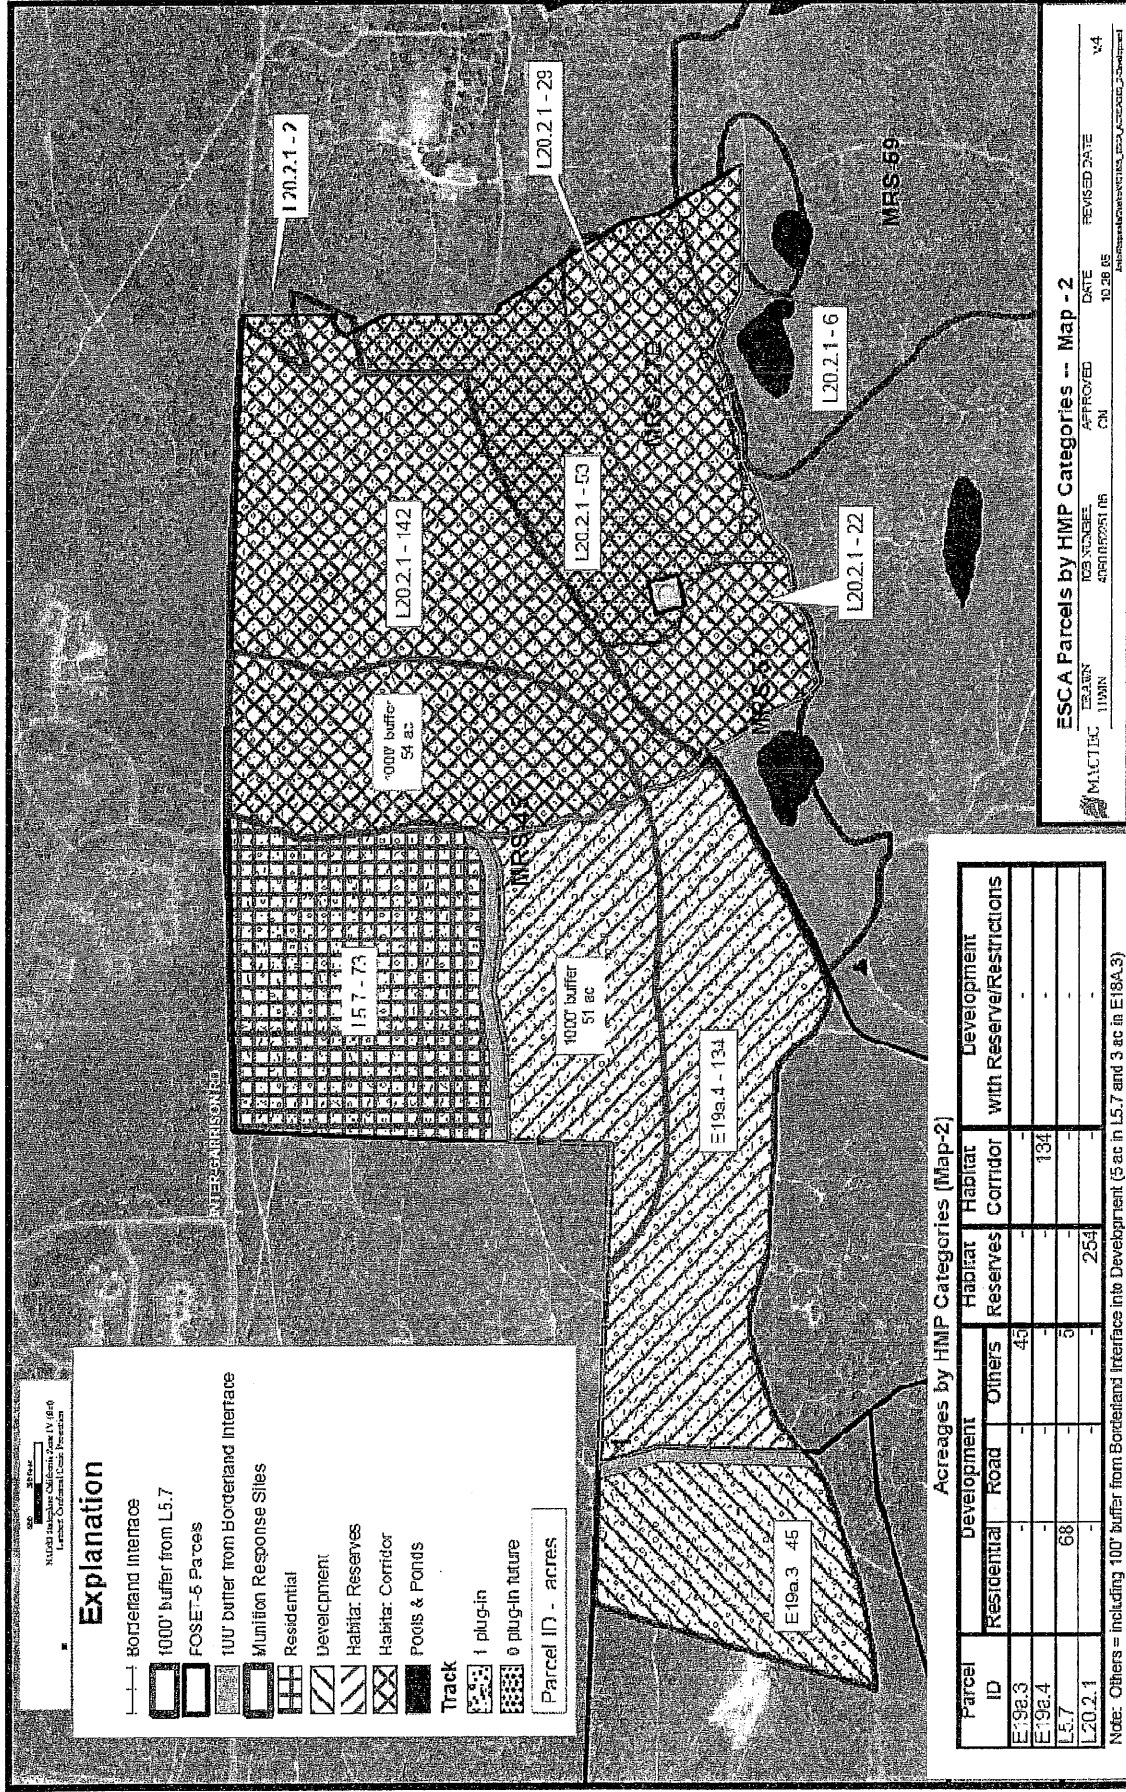 Explanation
Borderland Interface
1000' buffer from L5.7
FOSET-5 Parcels
100' buffer from Borderland Interface
Munition Response Sites
Residential
Development
Habitat Reserves
Habitat Corridor
Pools & Ponds
Track
1 plug-in
0 plug-in future
Parcel ID - acres
INTER-GARRISON RD
L5.7 - 73
1000' buffer
54 ac
L20.2.1 - 142
L20.2.1 - 2
L20.2.1 - 29
L20.2.1 - 53
L20.2.1 - 6
L20.2.1 - 22
MRS-45
MRS-69
1000' buffer
51 ac
E19a.4 - 134
E19a.3 45
Acreages by HMP Categories (Map-2)
Parcel ID Development Habitat Reserves Habitat Corridor Development with Reserve/Restrictions
Residential Road Others
E19a.3 - - 45 - - -
E19a.4 - - - - 134 -
L5.7 68 - 5 - - -
L20.2.1 - - - 254 - -
Note: Others = including 100' buffer from Borderland Interface into Development (5 ac in L5.7 and 3 ac in E18A.3)
ESCA Parcels by HMP Categories -- Map - 2
MACTEC
DRAWN JOB NUMBER APPROVED DATE REVISED DATE
10.28.05 V.4